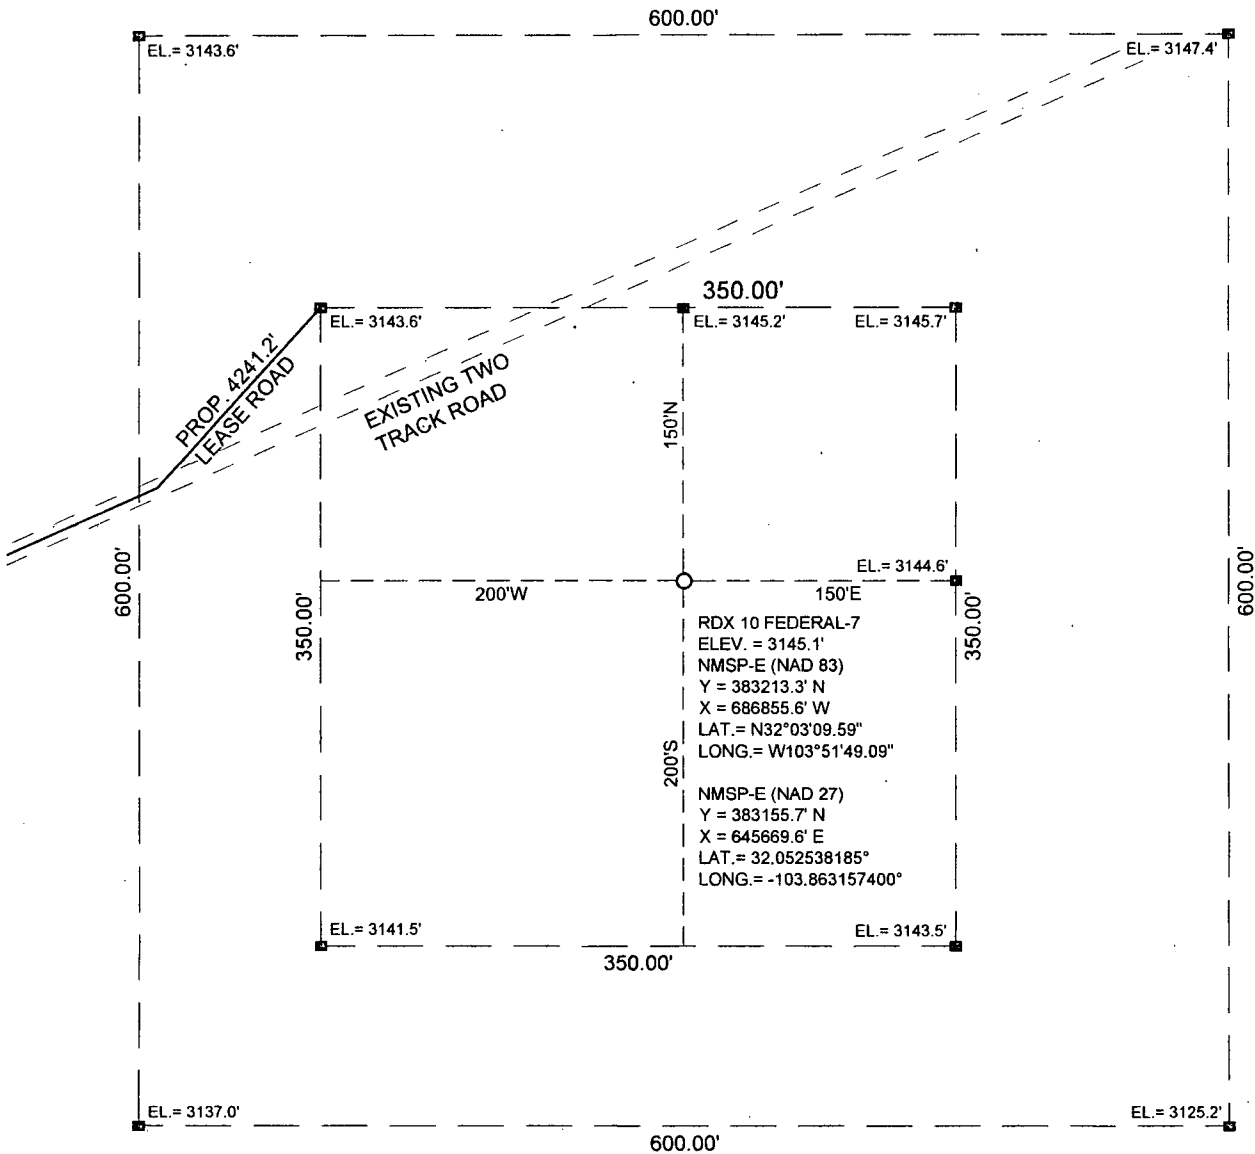 600.00'
EL.= 3143.6'
EL.= 3147.4'
350.00'
EL.= 3143.6'
EL.= 3145.2'
EL.= 3145.7'
PROP. 4241.2'
LEASE ROAD
EXISTING TWO
TRACK ROAD
150'N
600.00'
600.00'
EL.= 3144.6'
200'W
150'E
350.00'
350.00'
RDX 10 FEDERAL-7
ELEV. = 3145.1'
NMSP-E (NAD 83)
Y = 383213.3' N
X = 686855.6' W
LAT.= N32°03'09.59"
LONG.= W103°51'49.09"
200'S
NMSP-E (NAD 27)
Y = 383155.7' N
X = 645669.6' E
LAT.= 32.052538185°
LONG.= -103.863157400°
EL.= 3141.5'
EL.= 3143.5'
350.00'
EL.= 3137.0'
EL.= 3125.2'
600.00'